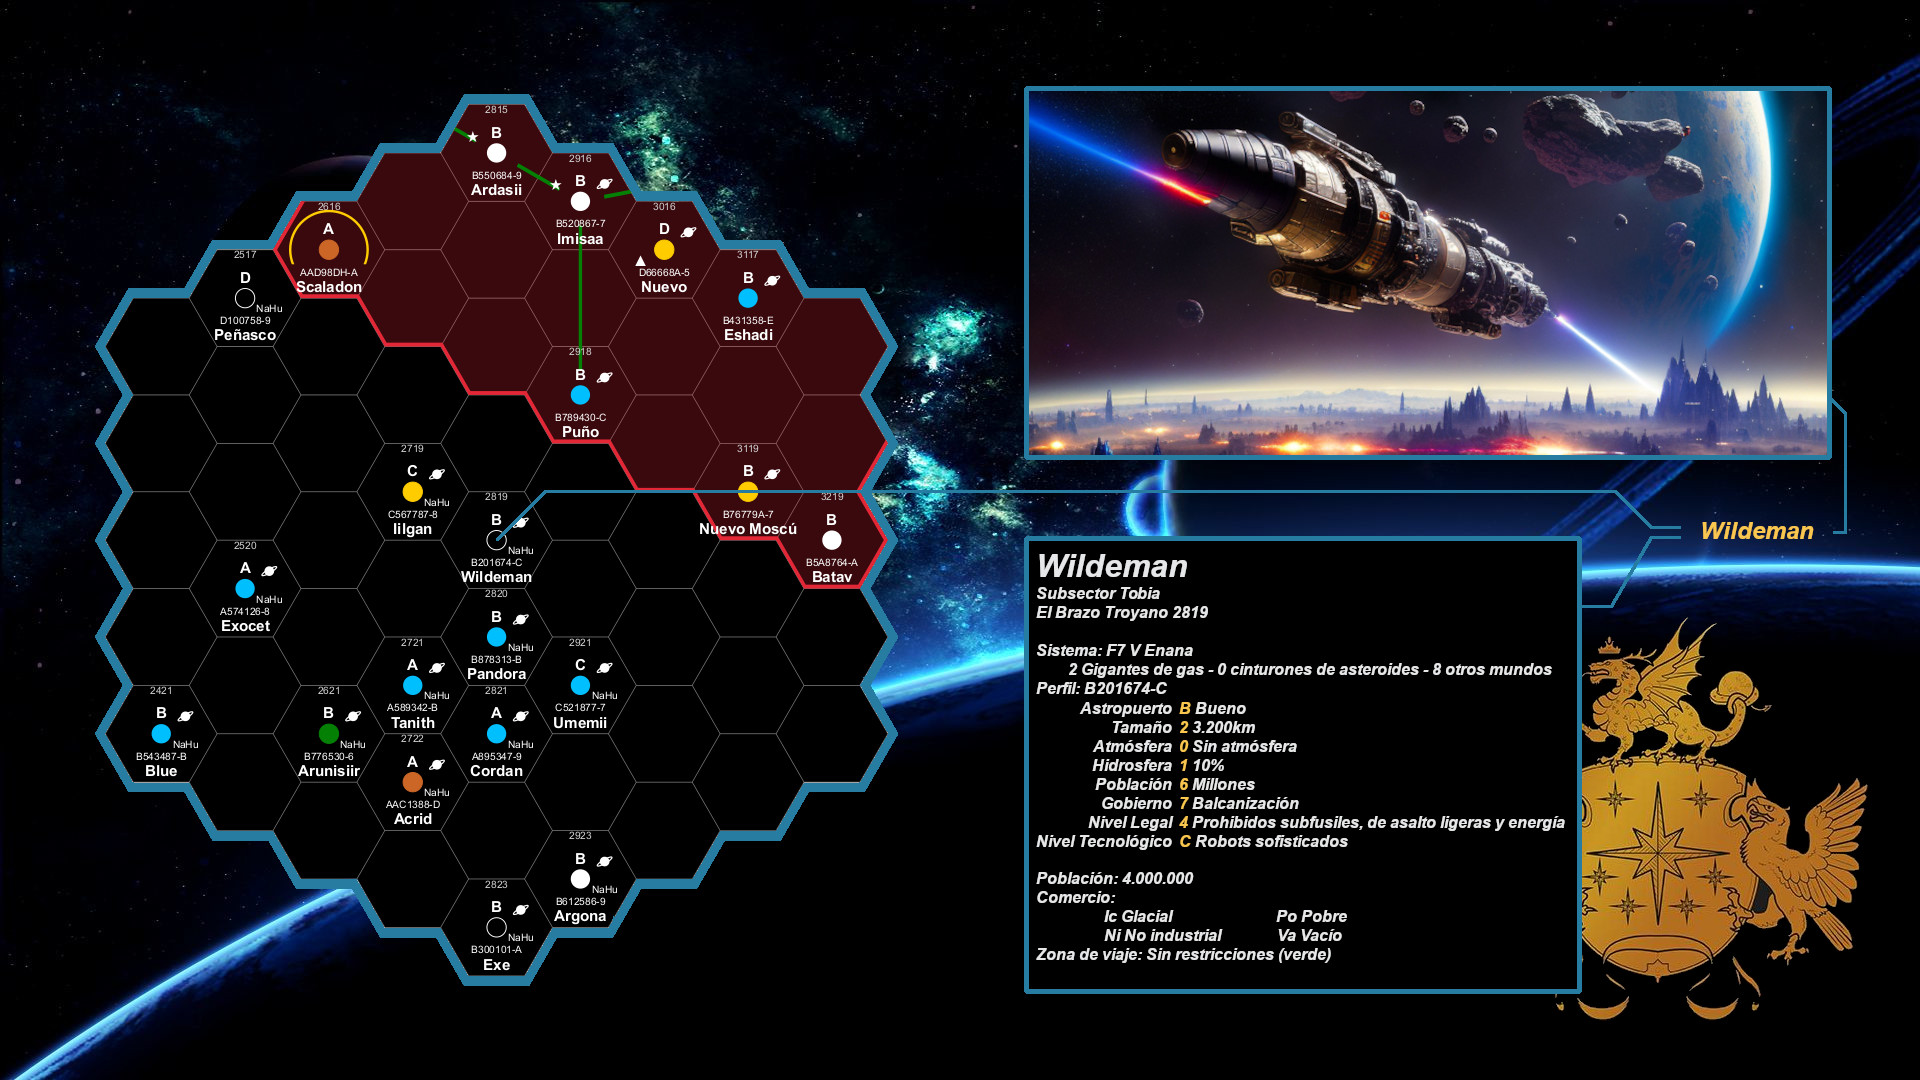 2815
B
B550684-9
Ardasii
2916
B
B520867-7
Imisaa
2616
A
AAD98DH-A
Scaladon
3016
D
D66668A-5
Nuevo
2517
D
NaHu
D100758-9
Peñasco
3117
B
B431358-E
Eshadi
2918
B
B789430-C
Puño
2719
C
NaHu
C567787-8
Iilgan
3119
B
B76779A-7
Nuevo Moscú
2819
B
NaHu
B201674-C
Wildeman
3219
B
B5A8764-A
Batav
2520
A
NaHu
A574126-8
Exocet
2820
B
NaHu
B878313-B
Pandora
2721
A
NaHu
A589342-B
Tanith
2921
C
C521877-7
Umemii
2421
B
NaHu
B543487-B
Blue
2621
B
NaHu
B776530-6
Arunisiir
2821
A
NaHu
A895347-9
Cordan
2722
A
NaHu
AAC1388-D
Acrid
2923
B
NaHu
B612586-9
Argona
2823
B
NaHu
B300101-A
Exe
Wildeman
Wildeman
Subsector Tobia
El Brazo Troyano 2819
Sistema: F7 V Enana
2 Gigantes de gas - 0 cinturones de asteroides - 8 otros mundos
Perfil: B201674-C
Astropuerto B Bueno
Tamaño 2 3.200km
Atmósfera 0 Sin atmósfera
Hidrosfera 1 10%
Población 6 Millones
Gobierno 7 Balcanización
Nivel Legal 4 Prohibidos subfusiles, de asalto ligeras y energía
Nivel Tecnológico C Robots sofisticados
Población: 4.000.000
Comercio:
Ic Glacial Po Pobre
Ni No industrial Va Vacío
Zona de viaje: Sin restricciones (verde)